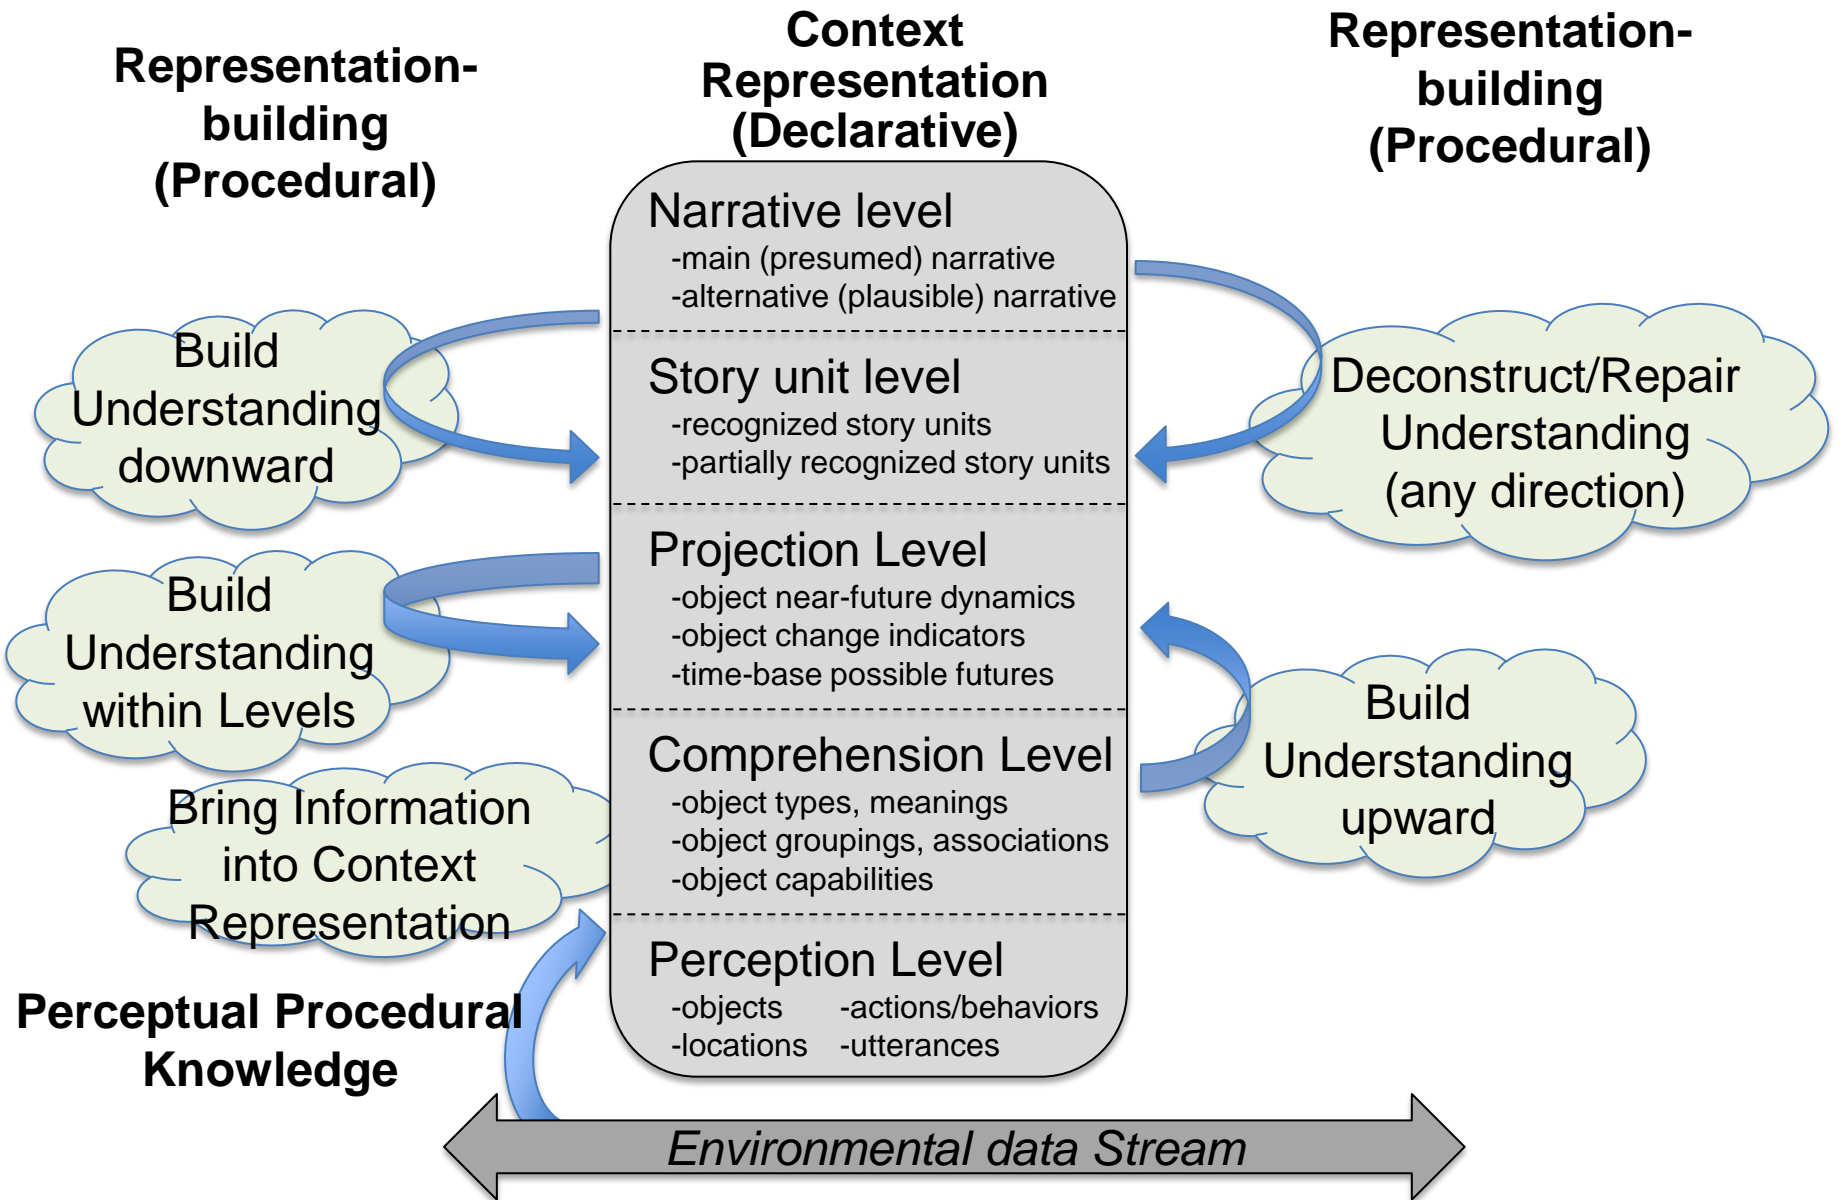 Representation-
building
(Procedural)
Context
Representation
(Declarative)
Representation-
building
(Procedural)
Narrative level
-main (presumed) narrative
-alternative (plausible) narrative
Story unit level
-recognized story units
-partially recognized story units
Projection Level
-object near-future dynamics
-object change indicators
-time-base possible futures
Comprehension Level
-object types, meanings
-object groupings, associations
-object capabilities
Perception Level
-objects -actions/behaviors
-locations -utterances
Build
Understanding
downward
Build
Understanding
within Levels
Bring Information
into Context
Representation
Perceptual Procedural
Knowledge
Deconstruct/Repair
Understanding
(any direction)
Build
Understanding
upward
Environmental data Stream